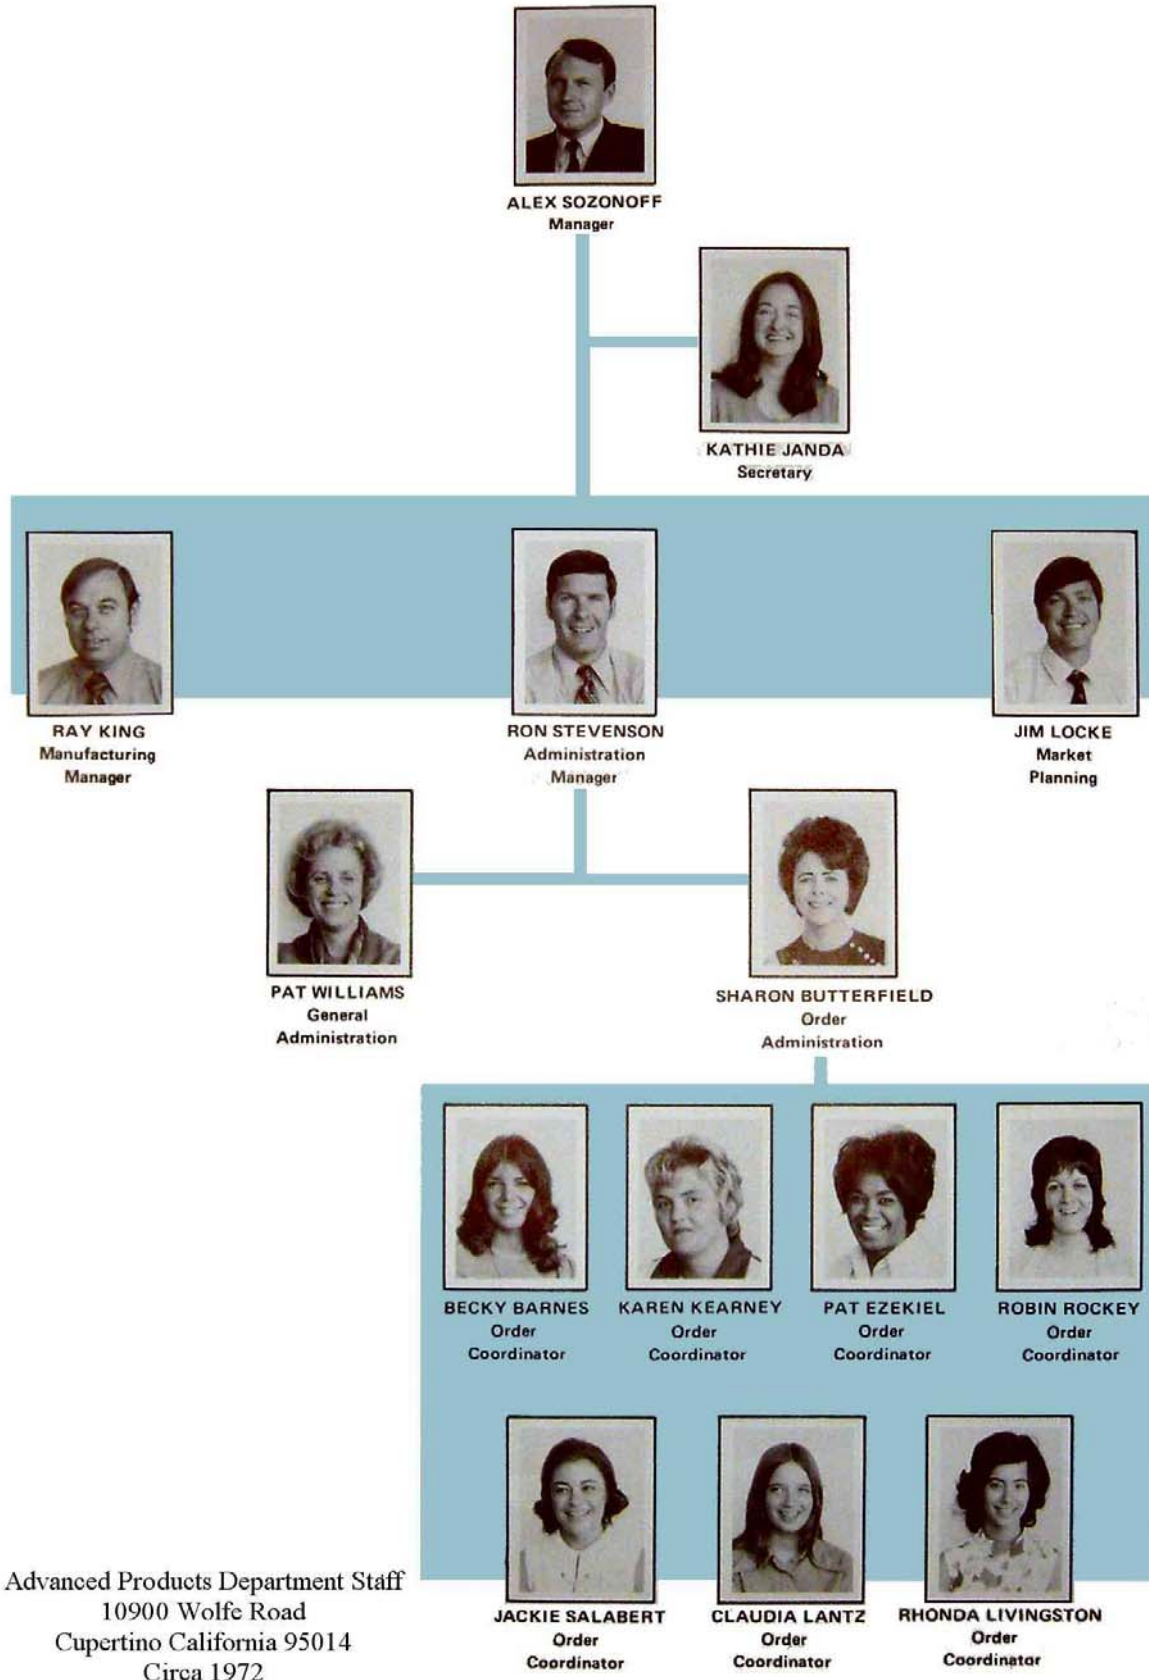 ALEX SOZONOFF
Manager
KATHIE JANDA
Secretary
RAY KING
Manufacturing
Manager
RON STEVENSON
Administration
Manager
JIM LOCKE
Market
Planning
PAT WILLIAMS
General
Administration
SHARON BUTTERFIELD
Order
Administration
BECKY BARNES
Order
Coordinator
KAREN KEARNEY
Order
Coordinator
PAT EZEKIEL
Order
Coordinator
ROBIN ROCKEY
Order
Coordinator
JACKIE SALABERT
Order
Coordinator
CLAUDIA LANTZ
Order
Coordinator
RHONDA LIVINGSTON
Order
Coordinator
Advanced Products Department Staff
10900 Wolfe Road
Cupertino California 95014
Circa 1972